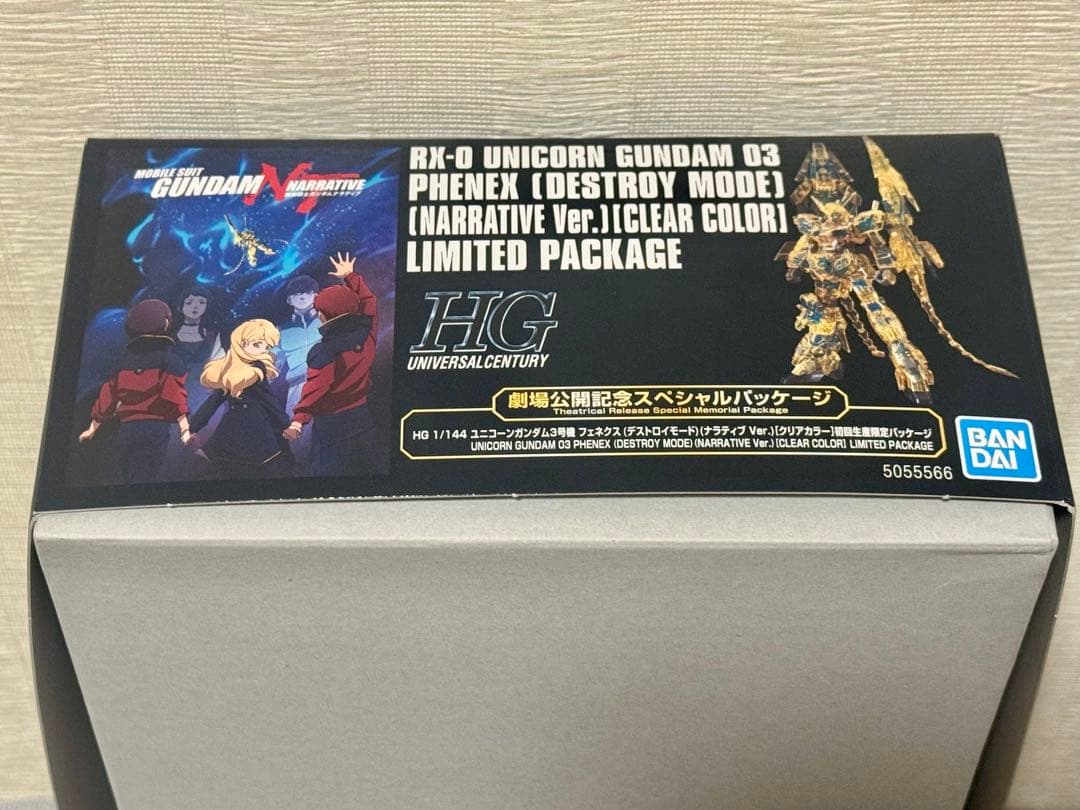 MOBILE SUIT
GUNDAM NT NARRATIVE
機動戦士ガンダムナラティブ
RX-0 UNICORN GUNDAM 03
PHENEX (DESTROY MODE)
(NARRATIVE Ver.)[CLEAR COLOR]
LIMITED PACKAGE
HG
UNIVERSAL CENTURY
劇場公開記念スペシャルパッケージ
Theatrical Release Special Memorial Package
HG 1/144 ユニコーンガンダム3号機 フェネクス (デストロイモード) (ナラティブ Ver.) [クリアカラー] 初回生産限定パッケージ
UNICORN GUNDAM 03 PHENEX (DESTROY MODE) (NARRATIVE Ver.) [CLEAR COLOR] LIMITED PACKAGE
5055566
BAN
DAI